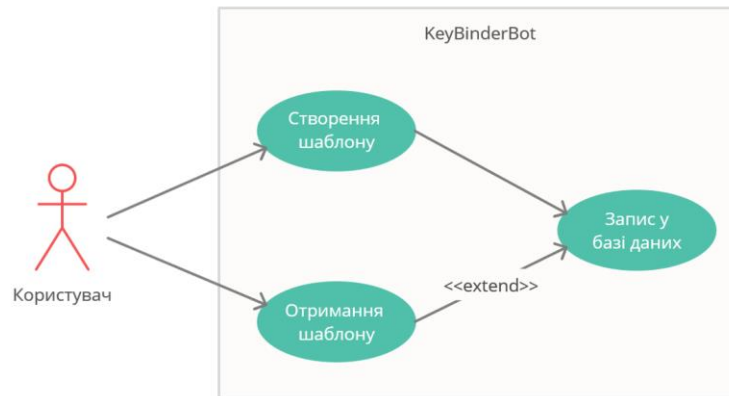 KeyBinderBot
Створення
шаблону
Запис у
базі даних
<<extend>>
Користувач
Отримання
шаблону